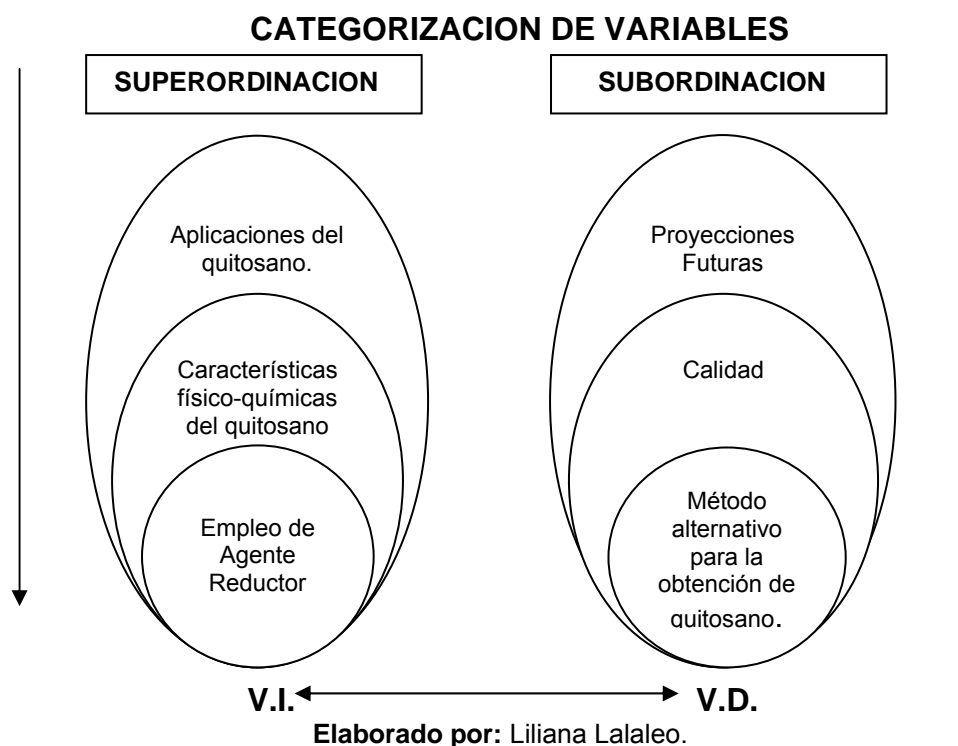 CATEGORIZACION DE VARIABLES
SUPERORDINACION
SUBORDINACION
Aplicaciones del
quitosano.
Características
físico-químicas
del quitosano
Empleo de
Agente
Reductor
Proyecciones
Futuras
Calidad
Método
alternativo
para la
obtención de
quitosano.
V.I.
V.D.
Elaborado por: Liliana Lalaleo.